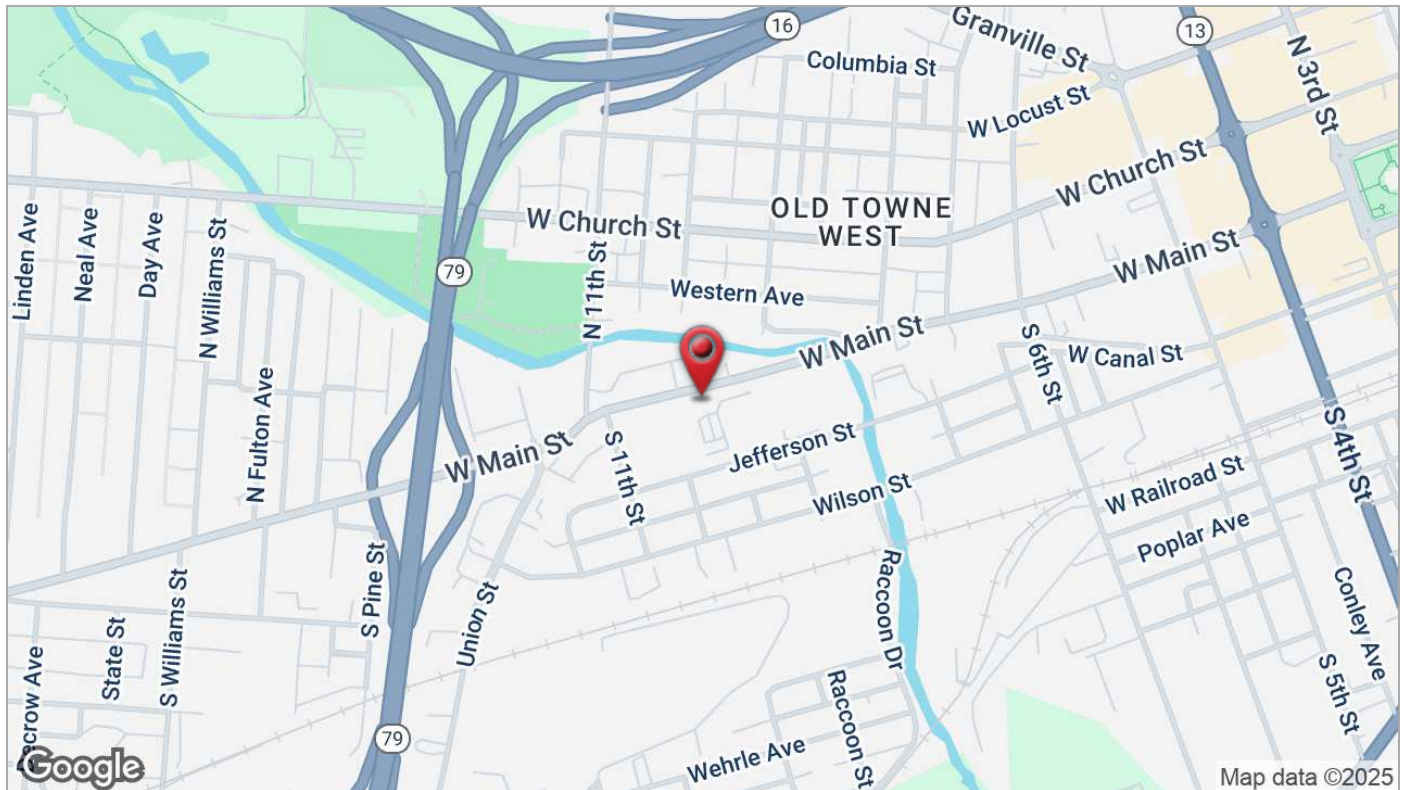 16
Granville St
13
N 3rd St
Columbia St
W Locust St
W Church St
OLD TOWNE
WEST
W Church St
W Main St
Linden Ave
Neal Ave
Day Ave
N Williams St
N 11th St
79
Western Ave
W Main St
S 6th St
W Canal St
N Fulton Ave
W Main St
S 11th St
Jefferson St
Wilson St
S 4th St
W Railroad St
Poplar Ave
S Pine St
Union St
Raccoon Dr
Conley Ave
State St
S Williams St
S 5th St
Raccoon St
79
Wehrle Ave
Google
Map data ©2025